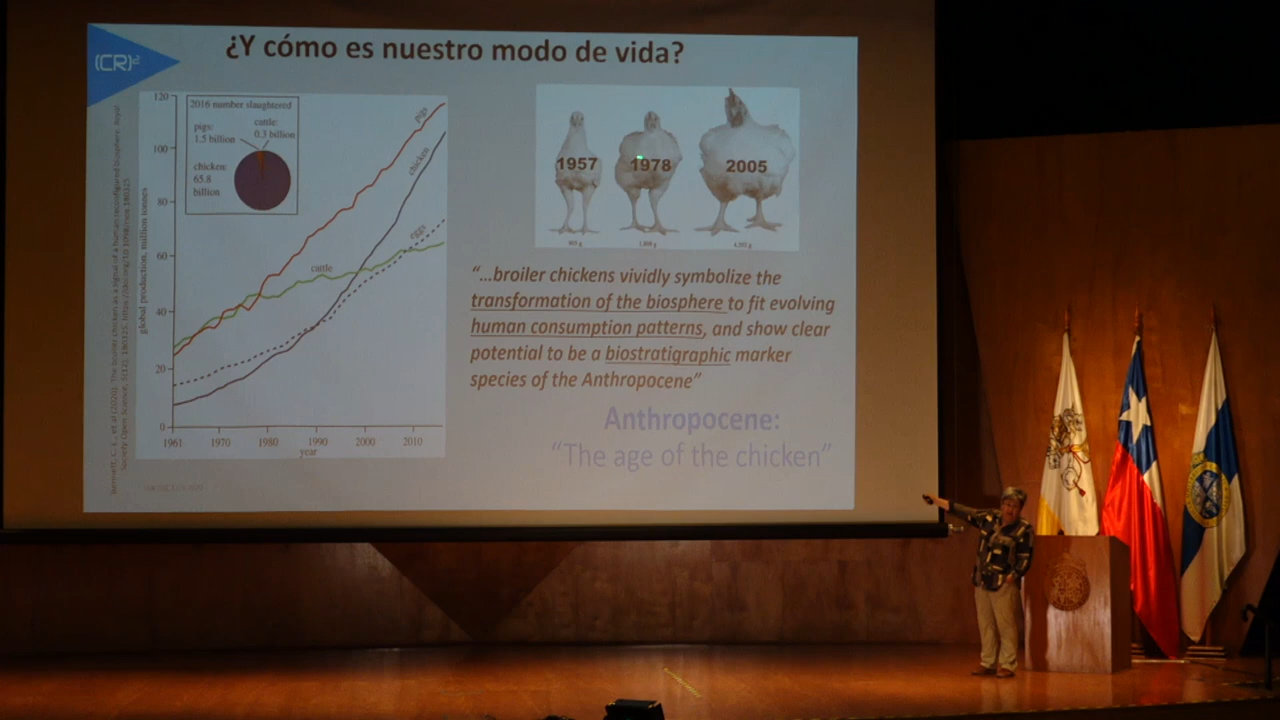 ¿Y cómo es nuestro modo de vida?
(CR)²
120
100
80
60
40
20
0
1961
1970
1980
1990
2000
2010
year
global production, million tonnes
2016 number slaughtered
pigs:
1.5 billion
cattle:
0.3 billion
chicken:
65.8
billion
pigs
chicken
eggs
cattle
1957
1978
2005
“...broiler chickens vividly symbolize the
transformation of the biosphere to fit evolving
human consumption patterns, and show clear
potential to be a biostratigraphic marker
species of the Anthropocene”
Anthropocene:
“The age of the chicken”